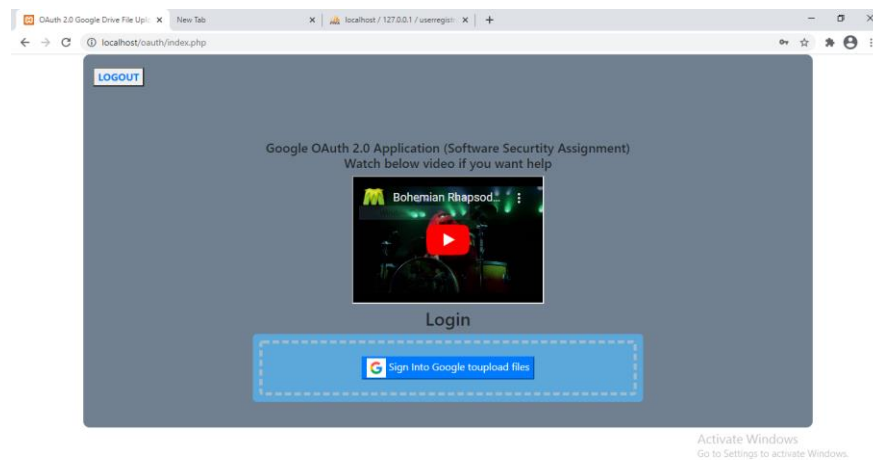 OAuth 2.0 Google Drive File Uplo
New Tab
localhost / 127.0.0.1 / userregistr
localhost/oauth/index.php
LOGOUT
Google OAuth 2.0 Application (Software Securtity Assignment)
Watch below video if you want help
Bohemian Rhapsod...
Login
Sign Into Google toupload files
Activate Windows
Go to Settings to activate Windows.